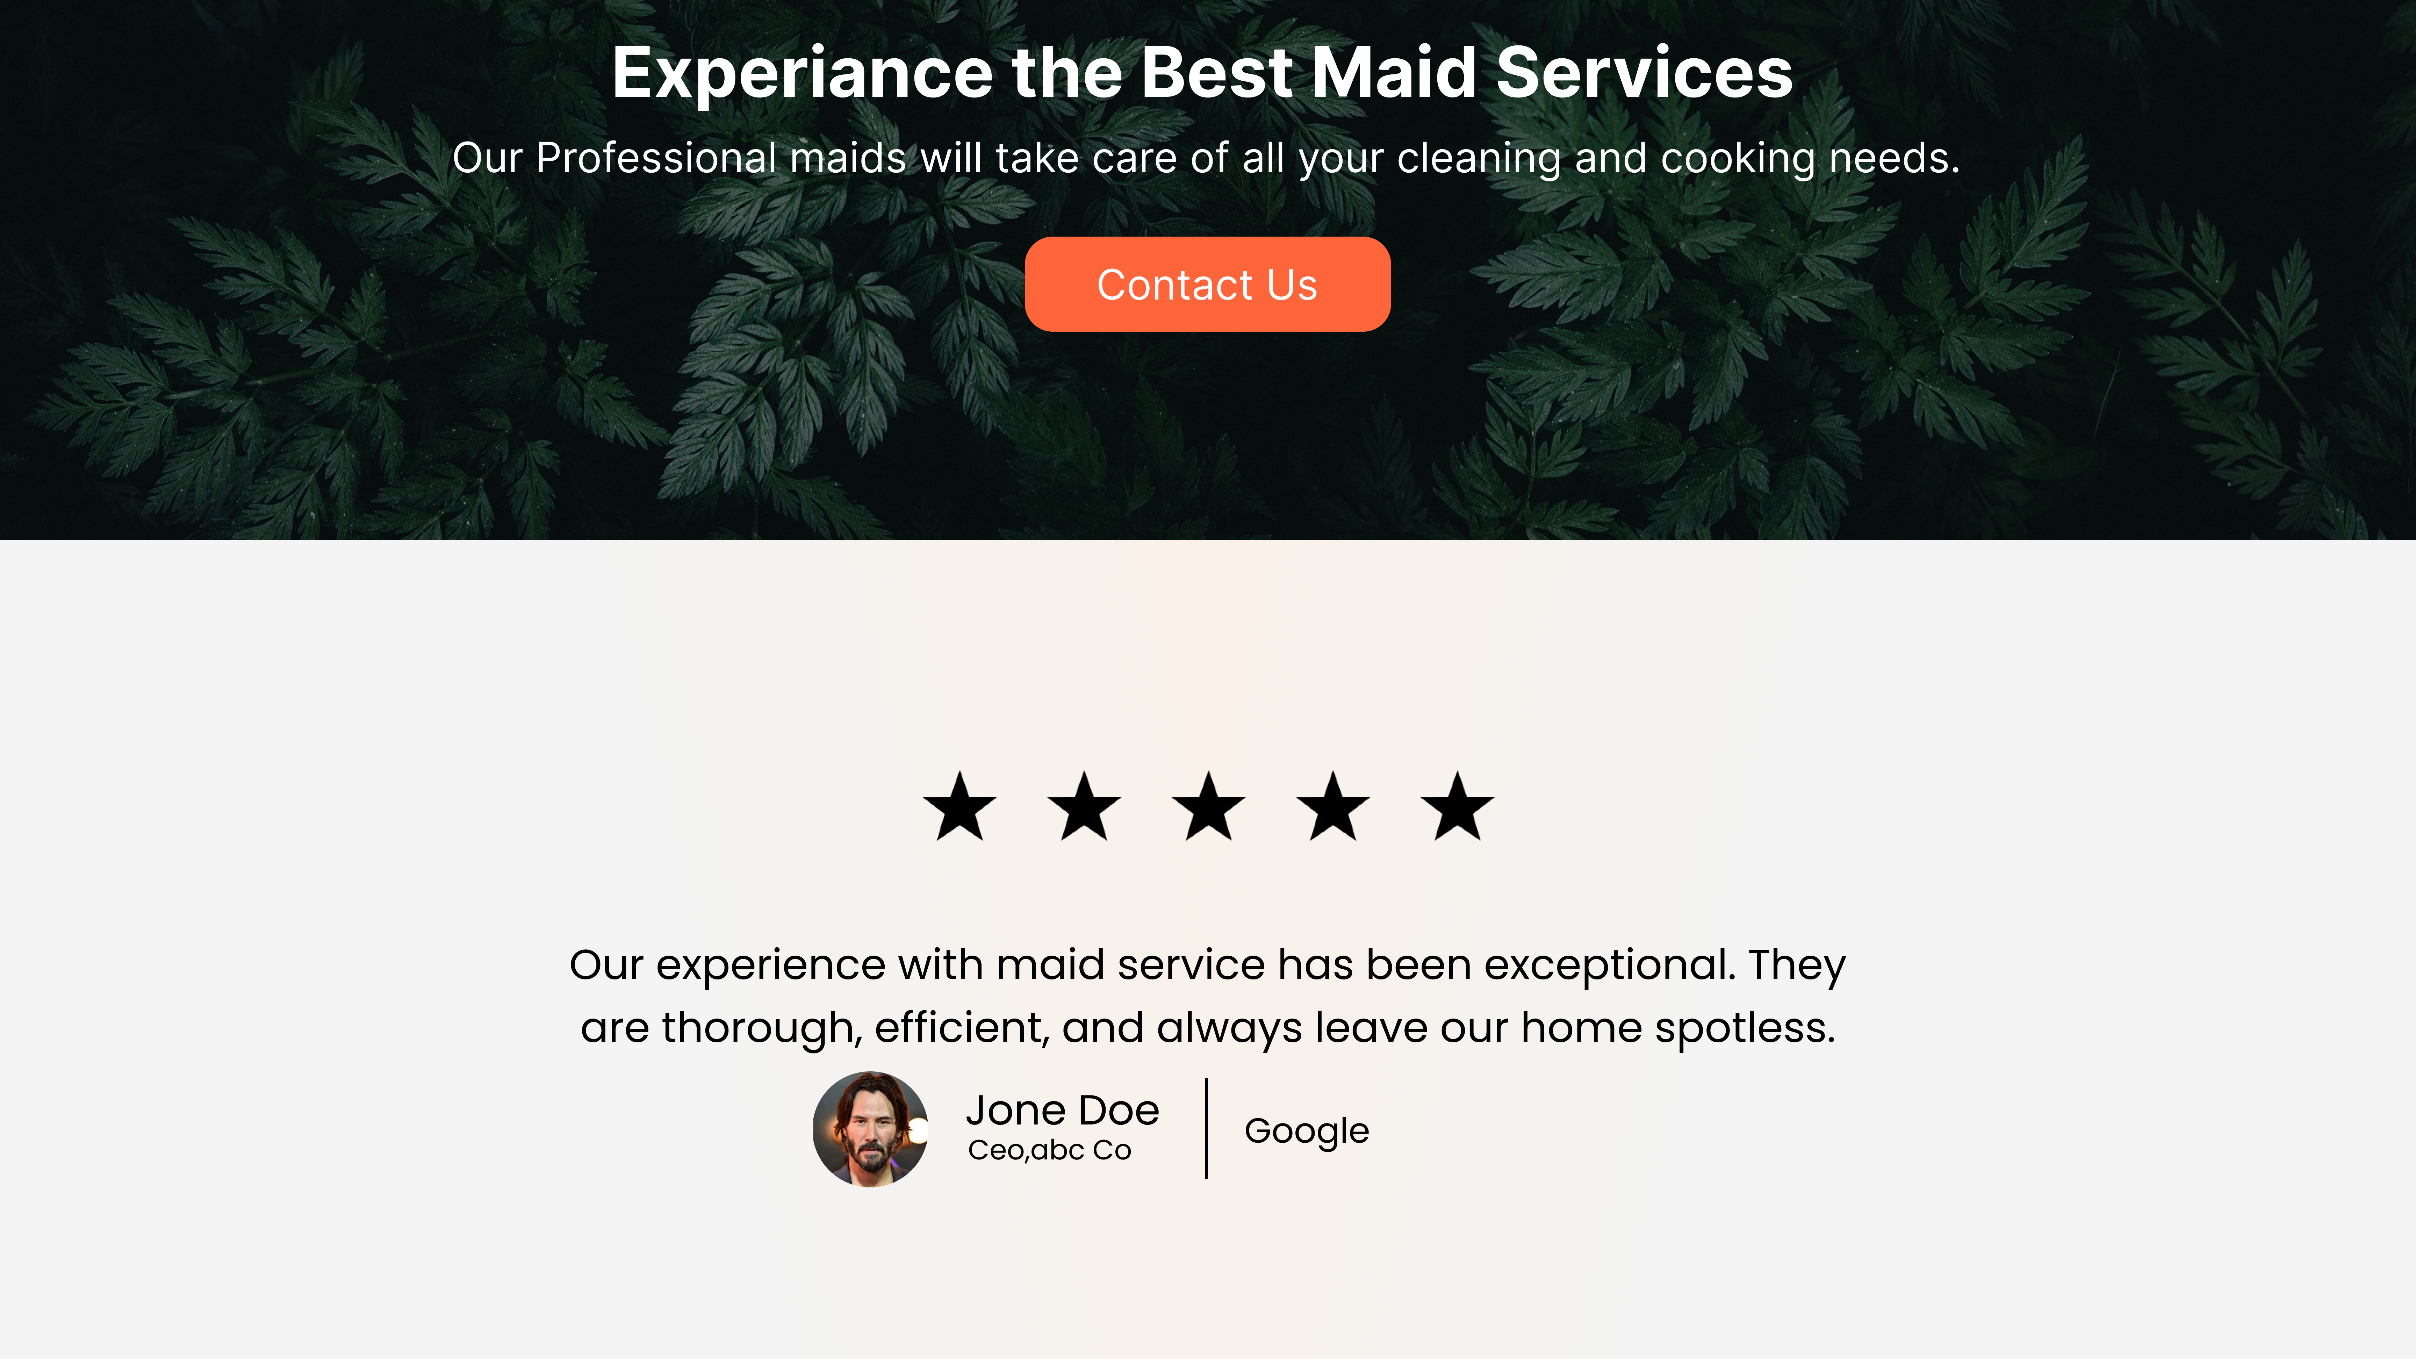 Experiance the Best Maid Services
Our Professional maids will take care of all your cleaning and cooking needs.
Contact Us
Our experience with maid service has been exceptional. They
are thorough, efficient, and always leave our home spotless.
Jone Doe
Ceo,abc Co
Google